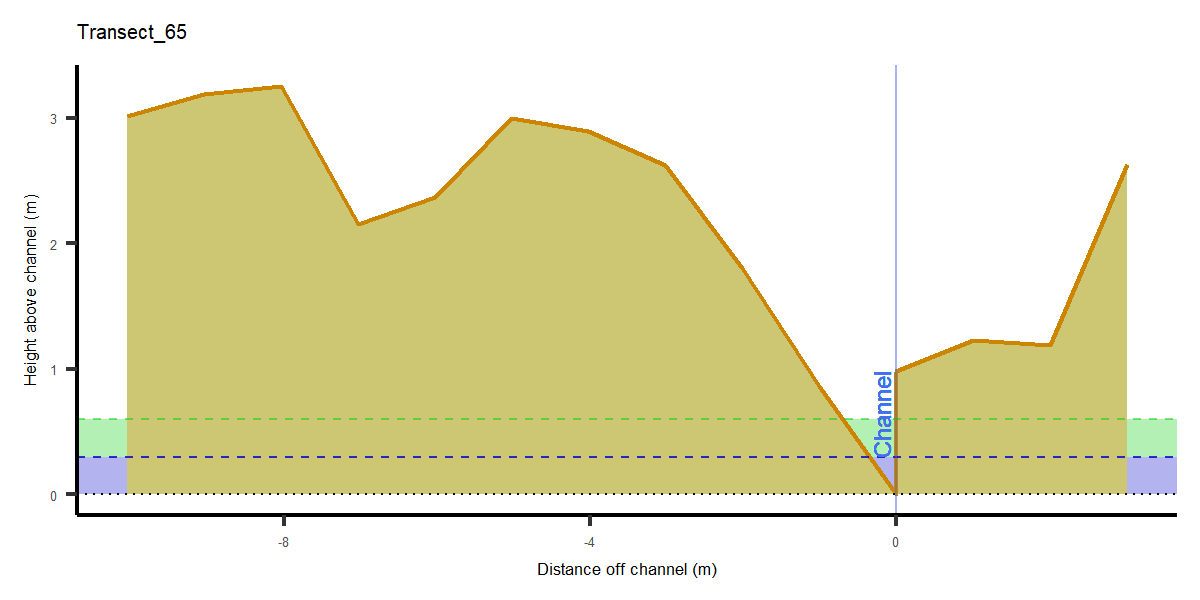 Transect_65
Height above channel (m)
3
2
1
0
Channel
-8
-4
0
Distance off channel (m)